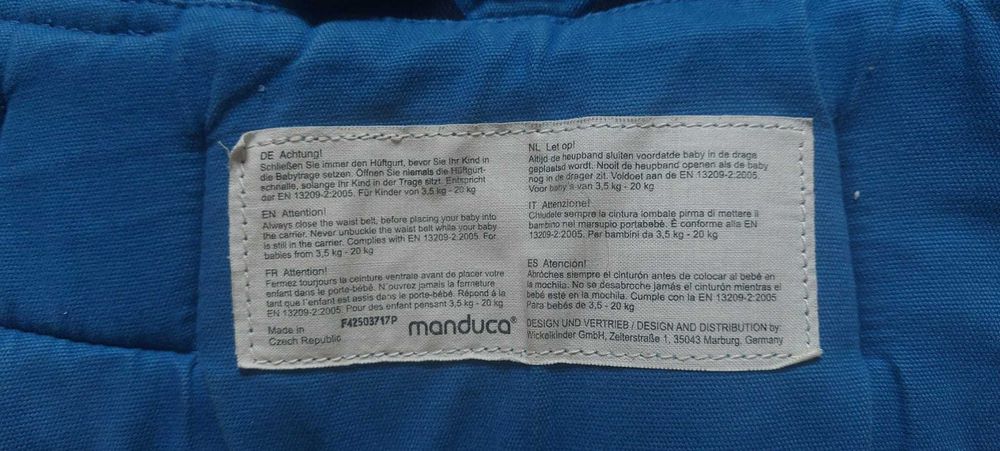 DE Achtung!
Schließen Sie immer den Hüftgurt, bevor Sie Ihr Kind in
die Babytrage setzen. Öffnen Sie niemals die Hüftgurt-
schnelle, solange Ihr Kind in der Trage sitzt. Entspricht
der EN 13209-2:2005. Für Kinder von 3,5 kg - 20 kg
EN Attention!
Always close the waist belt, before placing your baby into
the carrier. Never unbuckle the waist belt while your baby
is still in the carrier. Complies with EN 13209-2:2005. For
babies from 3,5 kg - 20 kg
FR Attention!
Fermez toujours la ceinture ventrale avant de placer votre
enfant dans le porte-bébé. N'ouvrez jamais la fermeture
tant que l'enfant est assis dans le porte-bébé. Répond à la
EN 13209-2:2005. Pour des enfant pensant 3,5 kg - 20 kg
Made in
Czech Republic
F42503717P
manduca®
NL Let op!
Altijd de heupband sluiten voordatde baby in de drage
geplaatsd wordt. Nooit de heupband openen als de baby
nog in de drager zit. Voldoet aan de EN 13209-2:2005.
Voor baby's van 3,5 kg - 20 kg
IT Attenzione!
Chiudete sempre la cintura lombale pirma di mettere il
bambino nel marsupio portabebé. È conforme alla EN
13209-2:2005. Per bambini da 3,5 kg - 20 kg
ES Atención!
Abróches siempre el cinturón antes de colocar al bebé en
la mochila. No se desabroche jamás el cinturón mientras el
bebé esté en la mochila. Cumple con la EN 13209-2:2005
Para bebés de 3,5 - 20 kg
DESIGN UND VERTRIEB / DESIGN AND DISTRIBUTION by:
Wickelkinder GmbH, Zeiterstraße 1, 35043 Marburg, Germany